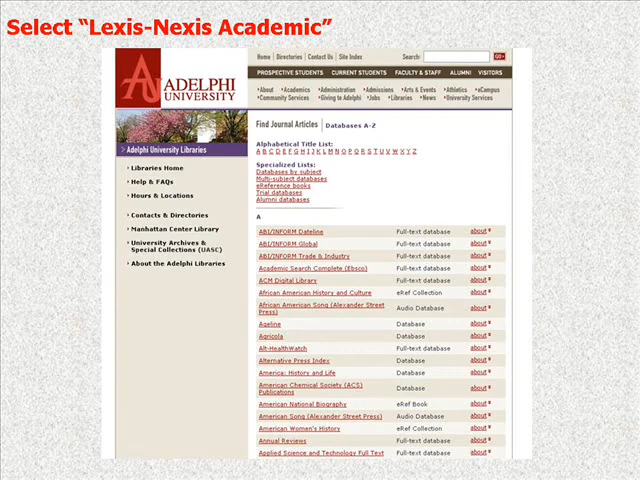 Select “Lexis-Nexis Academic”
Home | Directories | Contact Us | Site Index
Search:
GO
PROSPECTIVE STUDENTS CURRENT STUDENTS FACULTY & STAFF ALUMNI VISITORS
About Academics Administration Admissions Arts & Events Athletics eCampus
Community Services Giving to Adelphi Jobs Libraries News University Services
ADELPHI
UNIVERSITY
Adelphi University Libraries
Libraries Home
Help & FAQs
Hours & Locations
Contacts & Directories
Manhattan Center Library
University Archives &
Special Collections (UASC)
About the Adelphi Libraries
Find Journal Articles | Databases A-Z
Alphabetical Title List:
A B C D E F G H I J K L M N O P Q R S T U V W X Y Z
Specialized Lists:
Databases by subject
Multi-subject databases
eReference books
Trial databases
Alumni databases
A
ABI/INFORM Dateline Full-text database about
ABI/INFORM Global Full-text database about
ABI/INFORM Trade & Industry Full-text database about
Academic Search Complete (Ebsco) Full-text database about
ACM Digital Library Full-text database about
African American History and Culture eRef Collection about
African American Song (Alexander Street
Press) Audio Database about
Ageline Database about
Agricola Database about
Alt-HealthWatch Full-text database about
Alternative Press Index Database about
America: History and Life Database about
American Chemical Society (ACS)
Publications Database about
American National Biography eRef Book about
American Song (Alexander Street Press) Audio Database about
American Women's History eRef Collection about
Annual Reviews Full-text database about
Applied Science and Technology Full Text Full-text database about